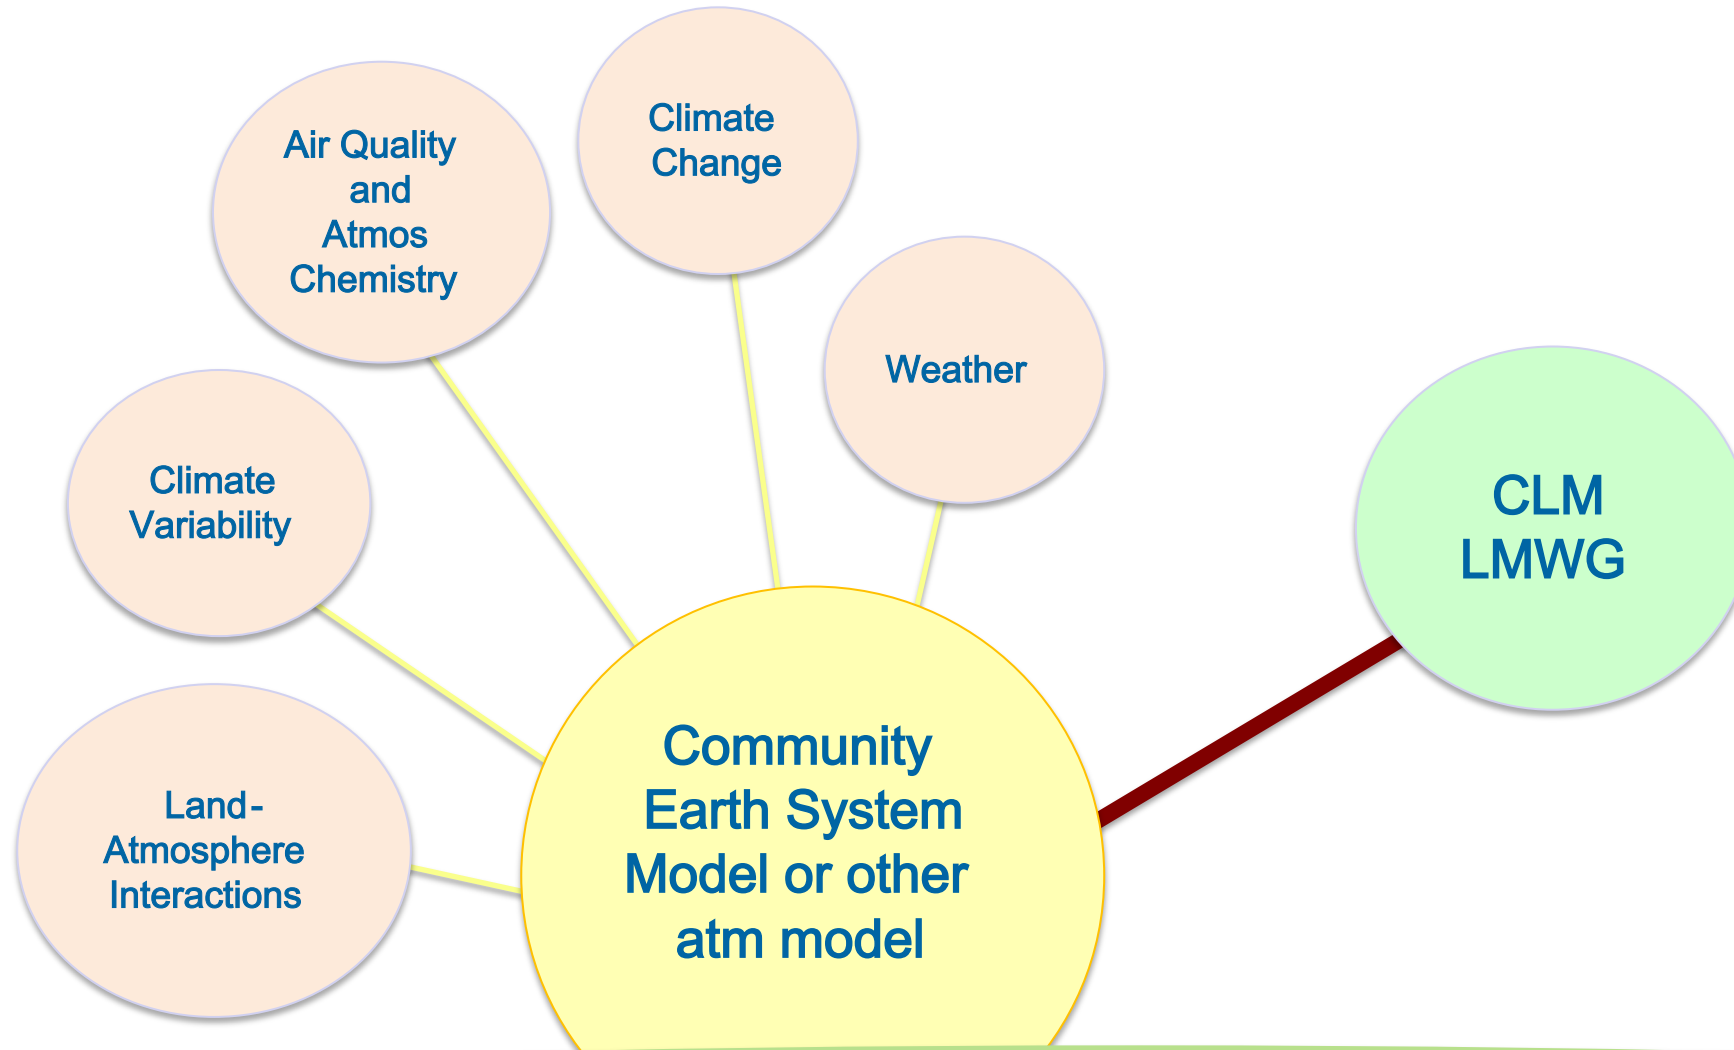 Climate
Change
Air Quality
and
Atmos
Chemistry
Weather
Climate
Variability
CLM
LMWG
Land-
Atmosphere
Interactions
Community
Earth System
Model or other
atm model